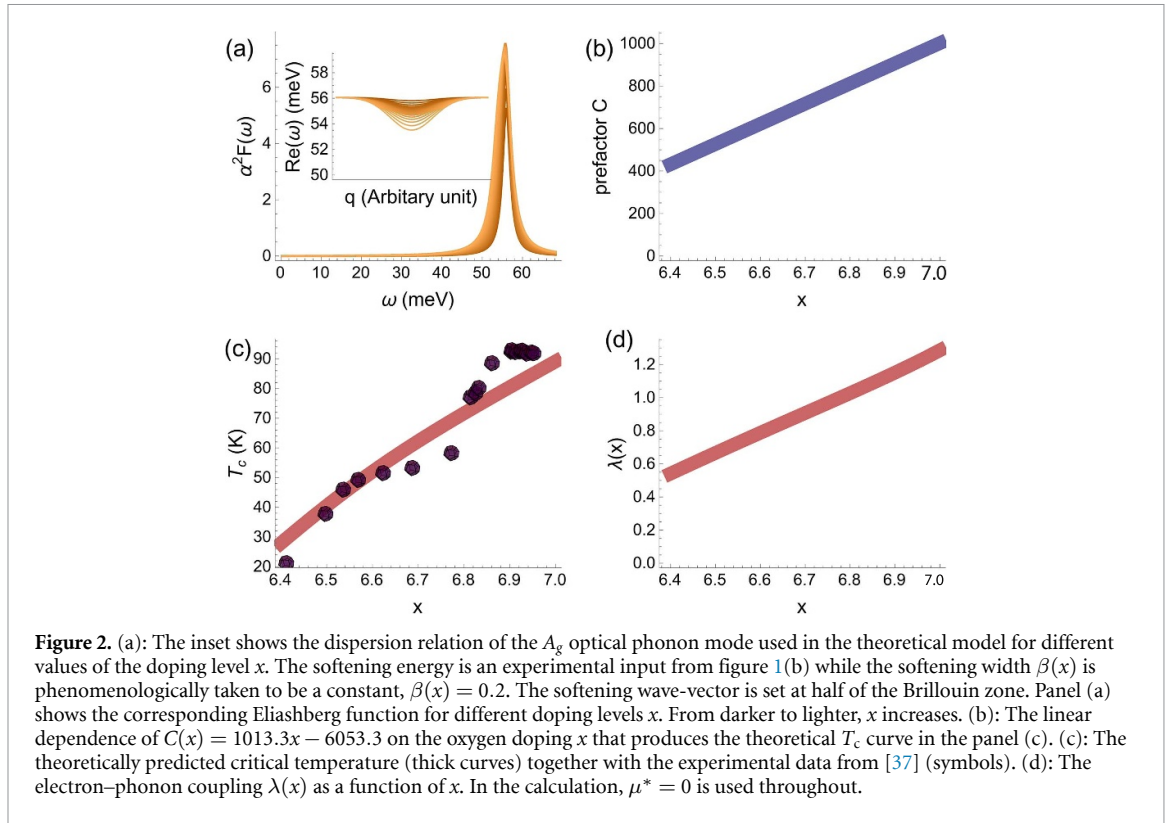 (a)
α²F(ω)
6
4
2
0
Re(ω) (meV)
58
56
54
52
50
q (Arbitary unit)
0 10 20 30 40 50 60
ω (meV)
(b)
prefactor C
1000
800
600
400
200
0
6.4 6.5 6.6 6.7 6.8 6.9 7.0
x
(c)
T_c (K)
90
80
70
60
50
40
30
20
6.4 6.5 6.6 6.7 6.8 6.9 7.0
x
(d)
λ(x)
1.2
1.0
0.8
0.6
0.4
0.2
0.0
6.4 6.5 6.6 6.7 6.8 6.9 7.0
x
Figure 2. (a): The inset shows the dispersion relation of the A_g optical phonon mode used in the theoretical model for different
values of the doping level x. The softening energy is an experimental input from figure 1(b) while the softening width β(x) is
phenomenologically taken to be a constant, β(x) = 0.2. The softening wave-vector is set at half of the Brillouin zone. Panel (a)
shows the corresponding Eliashberg function for different doping levels x. From darker to lighter, x increases. (b): The linear
dependence of C(x) = 1013.3x − 6053.3 on the oxygen doping x that produces the theoretical T_c curve in the panel (c). (c): The
theoretically predicted critical temperature (thick curves) together with the experimental data from [37] (symbols). (d): The
electron–phonon coupling λ(x) as a function of x. In the calculation, μ* = 0 is used throughout.